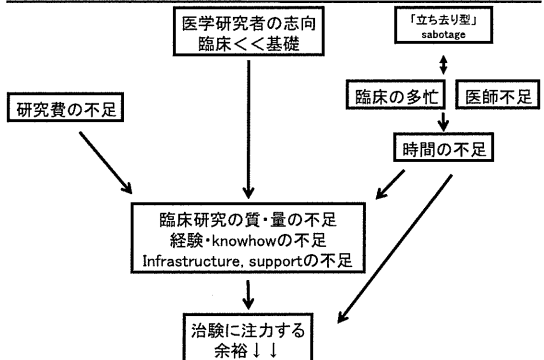 医学研究者の志向
臨床<<基礎
「立ち去り型」
sabotage
臨床の多忙
医師不足
研究費の不足
時間の不足
臨床研究の質・量の不足
経験・knowhowの不足
Infrastructure, supportの不足
治験に注力する
余裕↓↓